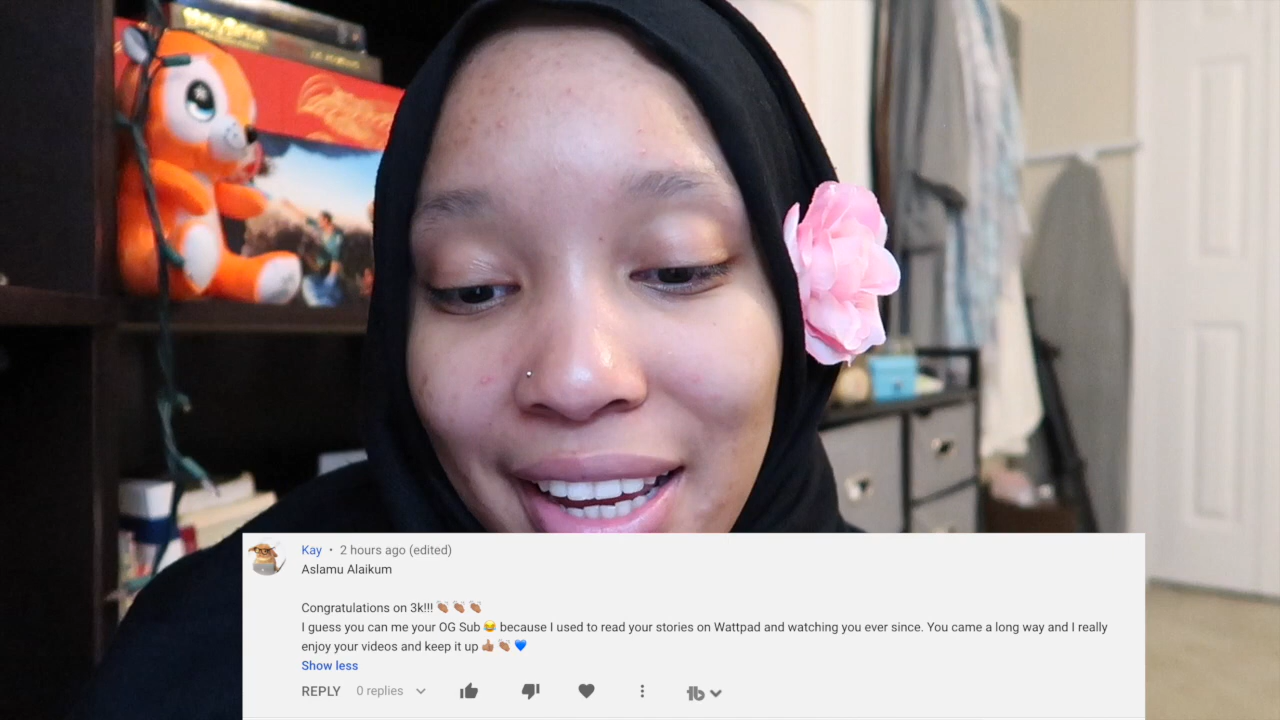 Kay • 2 hours ago (edited)
Aslamu Alaikum
Congratulations on 3k!!! 👏🏽 👏🏽 👏🏽
I guess you can me your OG Sub 😂 because I used to read your stories on Wattpad and watching you ever since. You came a long way and I really
enjoy your videos and keep it up 👍🏽 👏🏽 💙
Show less
REPLY 0 replies